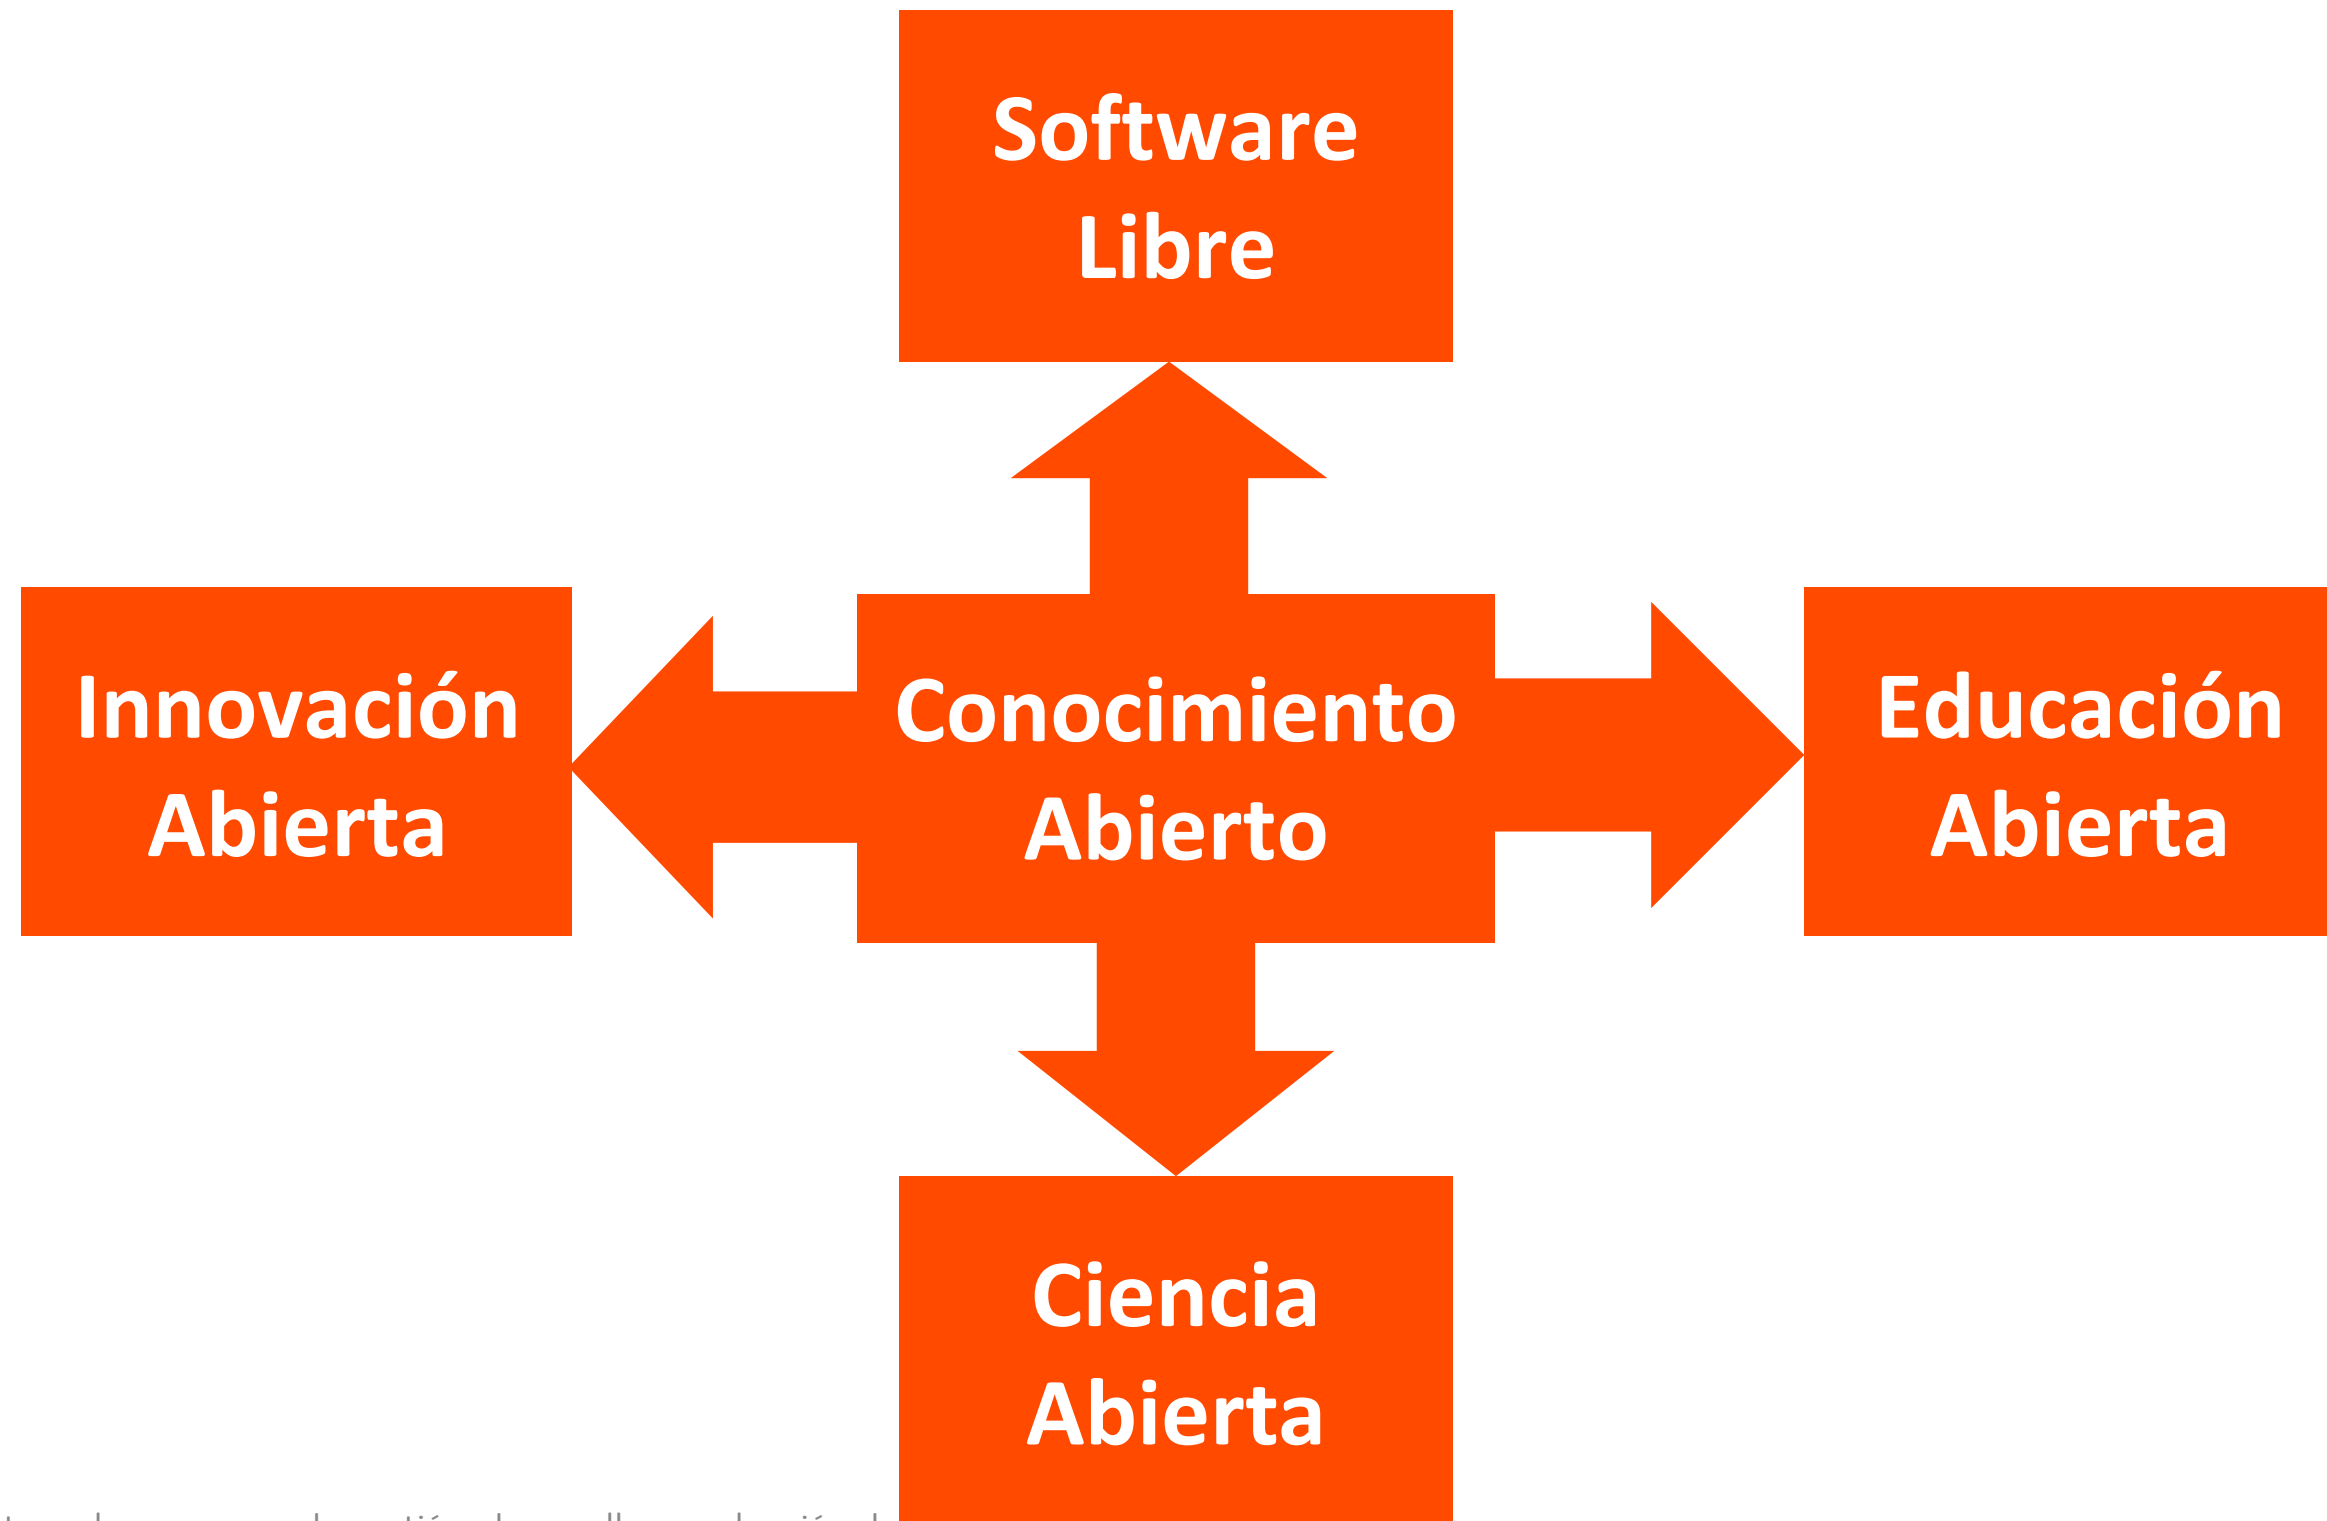 Software
Libre
Innovación
Abierta
Conocimiento
Abierto
Educación
Abierta
Ciencia
Abierta